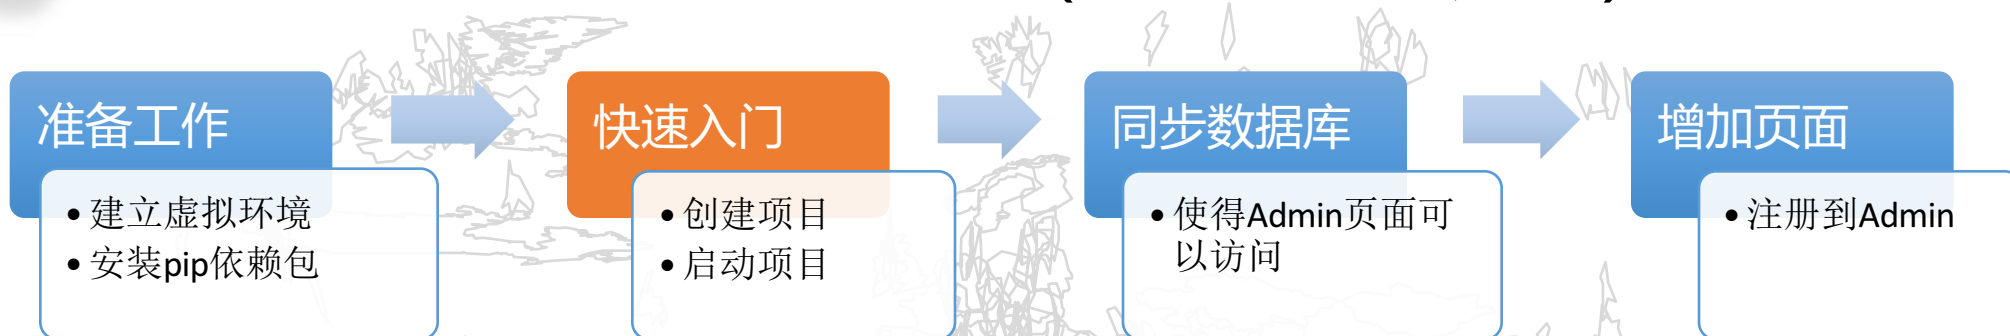 准备工作
• 建立虚拟环境
• 安装pip依赖包
快速入门
• 创建项目
• 启动项目
同步数据库
• 使得Admin页面可
以访问
增加页面
• 注册到Admin